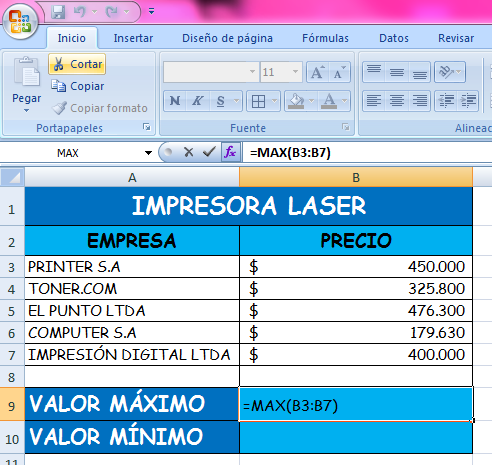 Inicio Insertar Diseño de página Fórmulas Datos Revisar
Pegar
Cortar
Copiar
Copiar formato
Portapapeles
11 A A
N K S
A
Fuente
Alineac
MAX fx =MAX(B3:B7)
A B
1 IMPRESORA LASER
2 EMPRESA PRECIO
3 PRINTER S.A $ 450.000
4 TONER.COM $ 325.800
5 EL PUNTO LTDA $ 476.300
6 COMPUTER S.A $ 179.630
7 IMPRESIÓN DIGITAL LTDA $ 400.000
8
9 VALOR MÁXIMO =MAX(B3:B7)
10 VALOR MÍNIMO
11